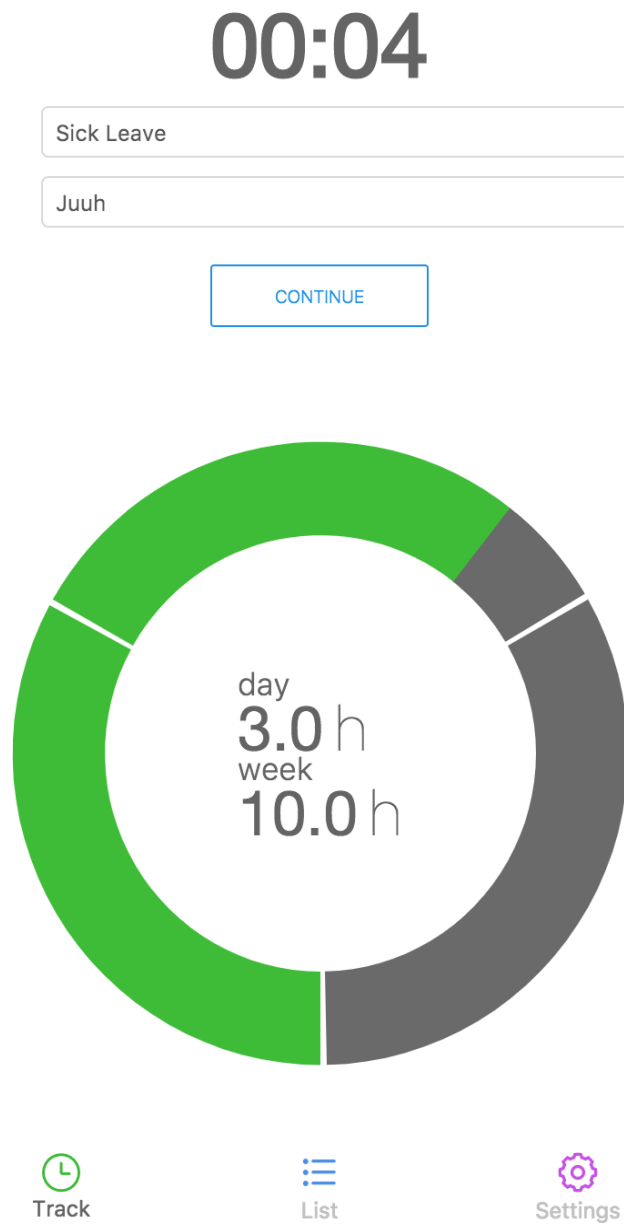 00:04
Sick Leave
Juuh
CONTINUE
day
3.0 h
week
10.0 h
Track
List
Settings